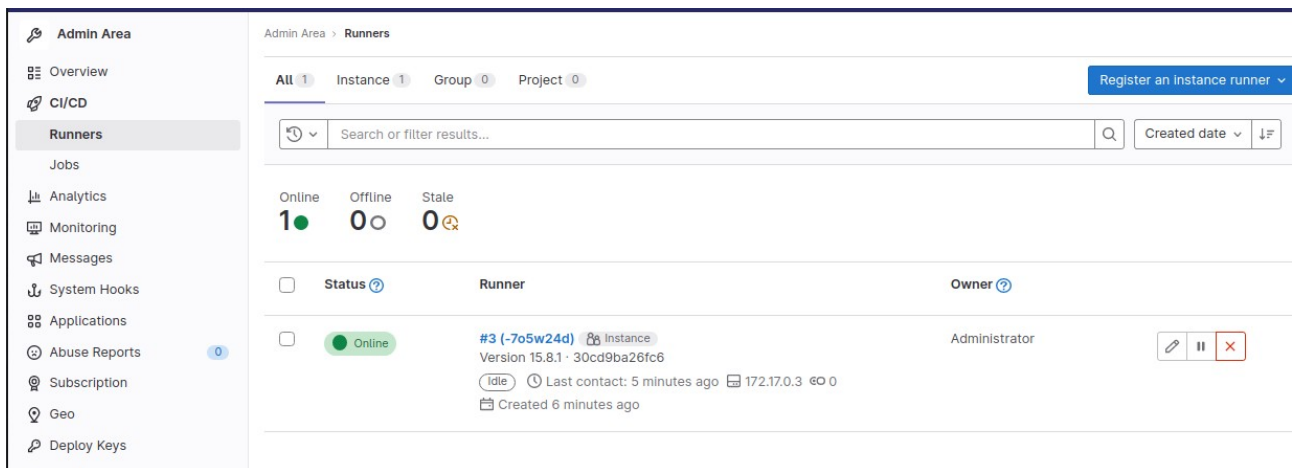 Admin Area
Overview
CI/CD
Runners
Jobs
Analytics
Monitoring
Messages
System Hooks
Applications
Abuse Reports 0
Subscription
Geo
Deploy Keys
Admin Area › Runners
All 1 Instance 1 Group 0 Project 0
Register an instance runner
Search or filter results...
Created date
Online Offline Stale
1 0 0
Status Runner Owner
Online #3 (-7o5w24d) Instance Administrator
Version 15.8.1 · 30cd9ba26fc6
Idle Last contact: 5 minutes ago 172.17.0.3 0
Created 6 minutes ago